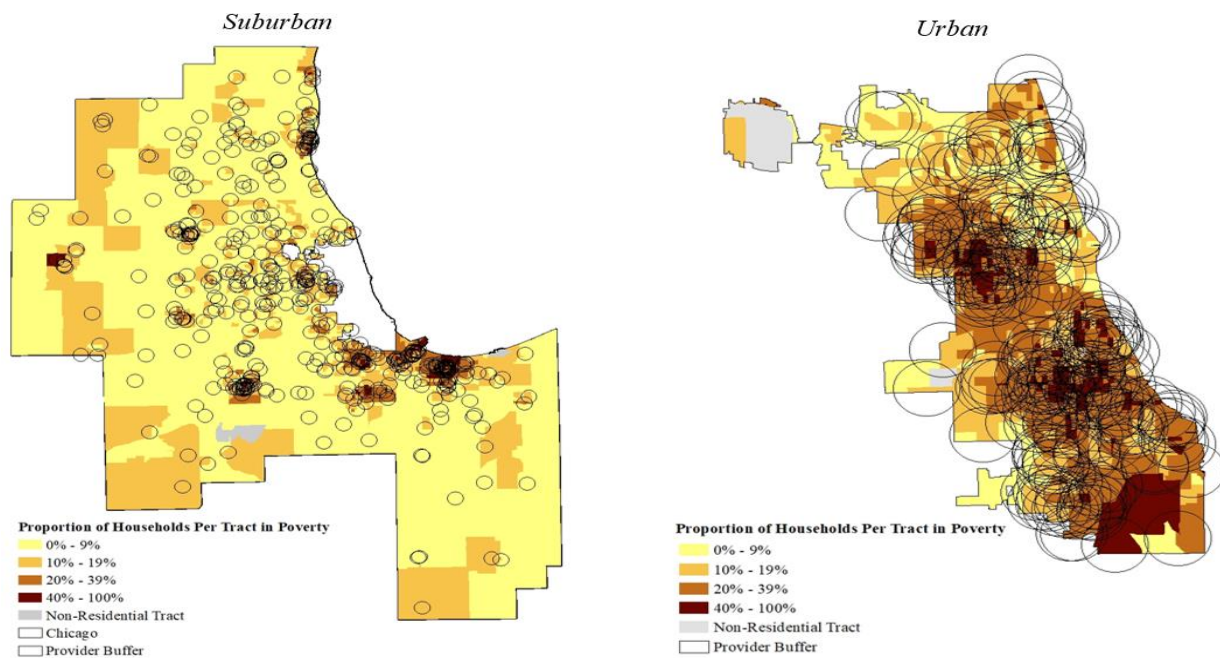 Suburban
Urban
Proportion of Households Per Tract in Poverty
0% - 9%
10% - 19%
20% - 39%
40% - 100%
Non-Residential Tract
Chicago
Provider Buffer
Proportion of Households Per Tract in Poverty
0% - 9%
10% - 19%
20% - 39%
40% - 100%
Non-Residential Tract
Provider Buffer